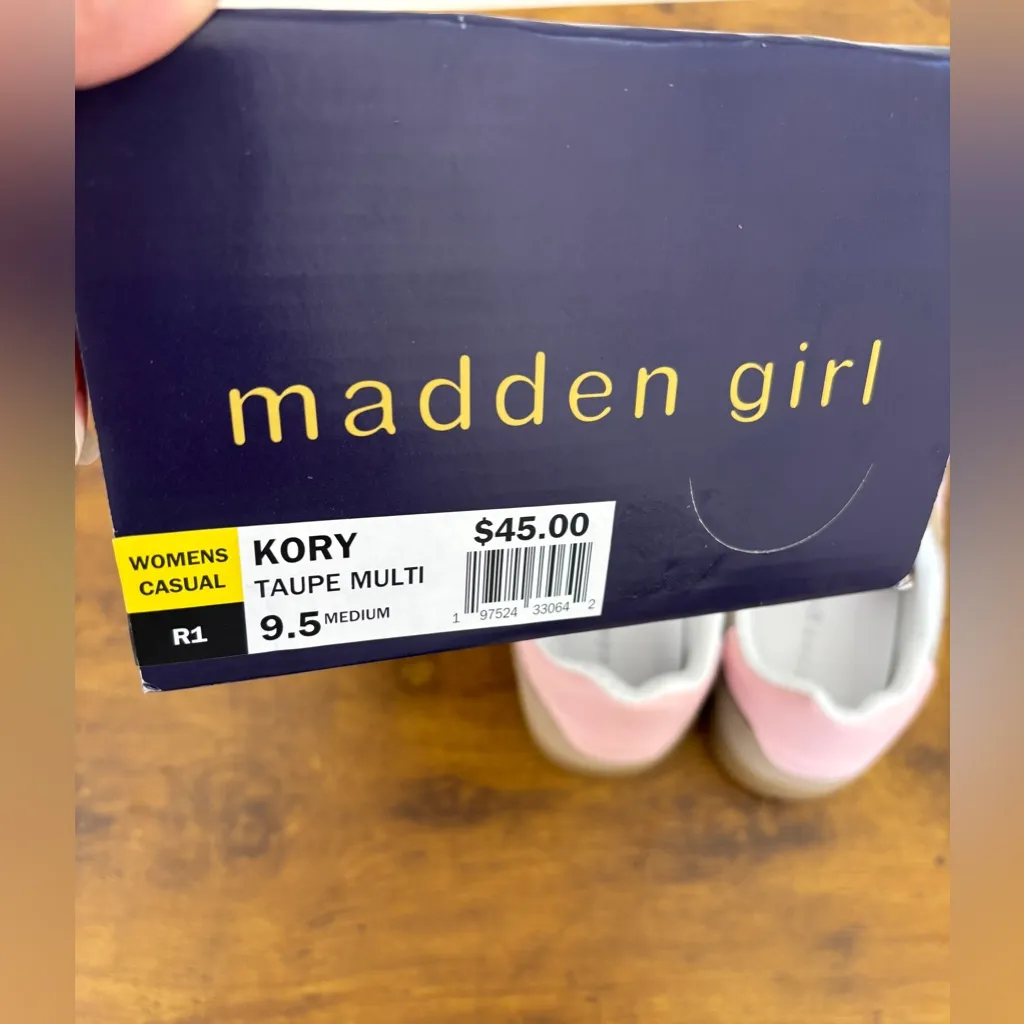 madden girl
WOMENS
CASUAL
R1
KORY
TAUPE MULTI
9.5 MEDIUM
$45.00
1 97524 33064 2